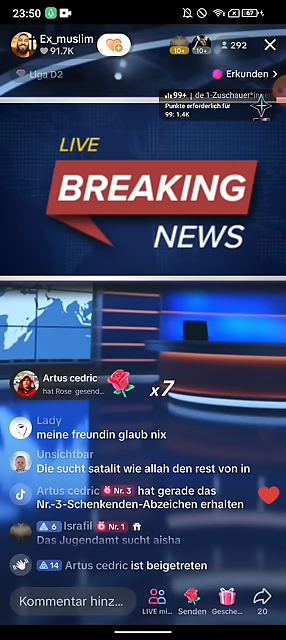 23:50
67
Ex_muslim
91.7K
10+
10+
292
Liga D2
Erkunden >
99+ | de 1-Zuschauer*in
Punkte erforderlich für
99: 1.4K
LIVE
BREAKING
NEWS
Artus cedric
hat Rose gesend...
x7
Lady
meine freundin glaub nix
Unsichtbar
Die sucht satalit wie allah den rest von in
Artus cedric Nr. 3 hat gerade das
Nr.-3-Schenkenden-Abzeichen erhalten
6 Israfil Nr. 1
Das Jugendamt sucht aisha
14 Artus cedric ist beigetreten
Kommentar hinz...
LIVE mi...
Senden
Gesche...
20